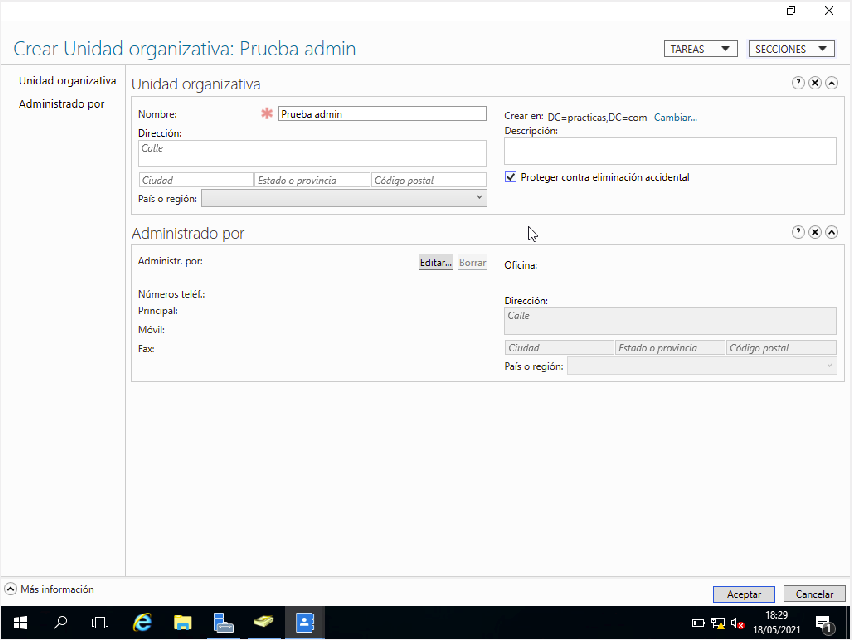 Crear Unidad organizativa: Prueba admin
TAREAS
SECCIONES
Unidad organizativa
Administrado por
Unidad organizativa
Nombre:
Prueba admin
Dirección:
Calle
Ciudad
Estado o provincia
Código postal
País o región:
Crear en: DC=practicas,DC=com Cambiar...
Descripción:
Proteger contra eliminación accidental
Administrado por
Administr. por:
Editar...
Borrar
Números teléf.:
Principal:
Móvil:
Fax:
Oficina:
Dirección:
Calle
Ciudad
Estado o provincia
Código postal
País o región:
Más información
Aceptar
Cancelar
18:29
18/05/2021
1